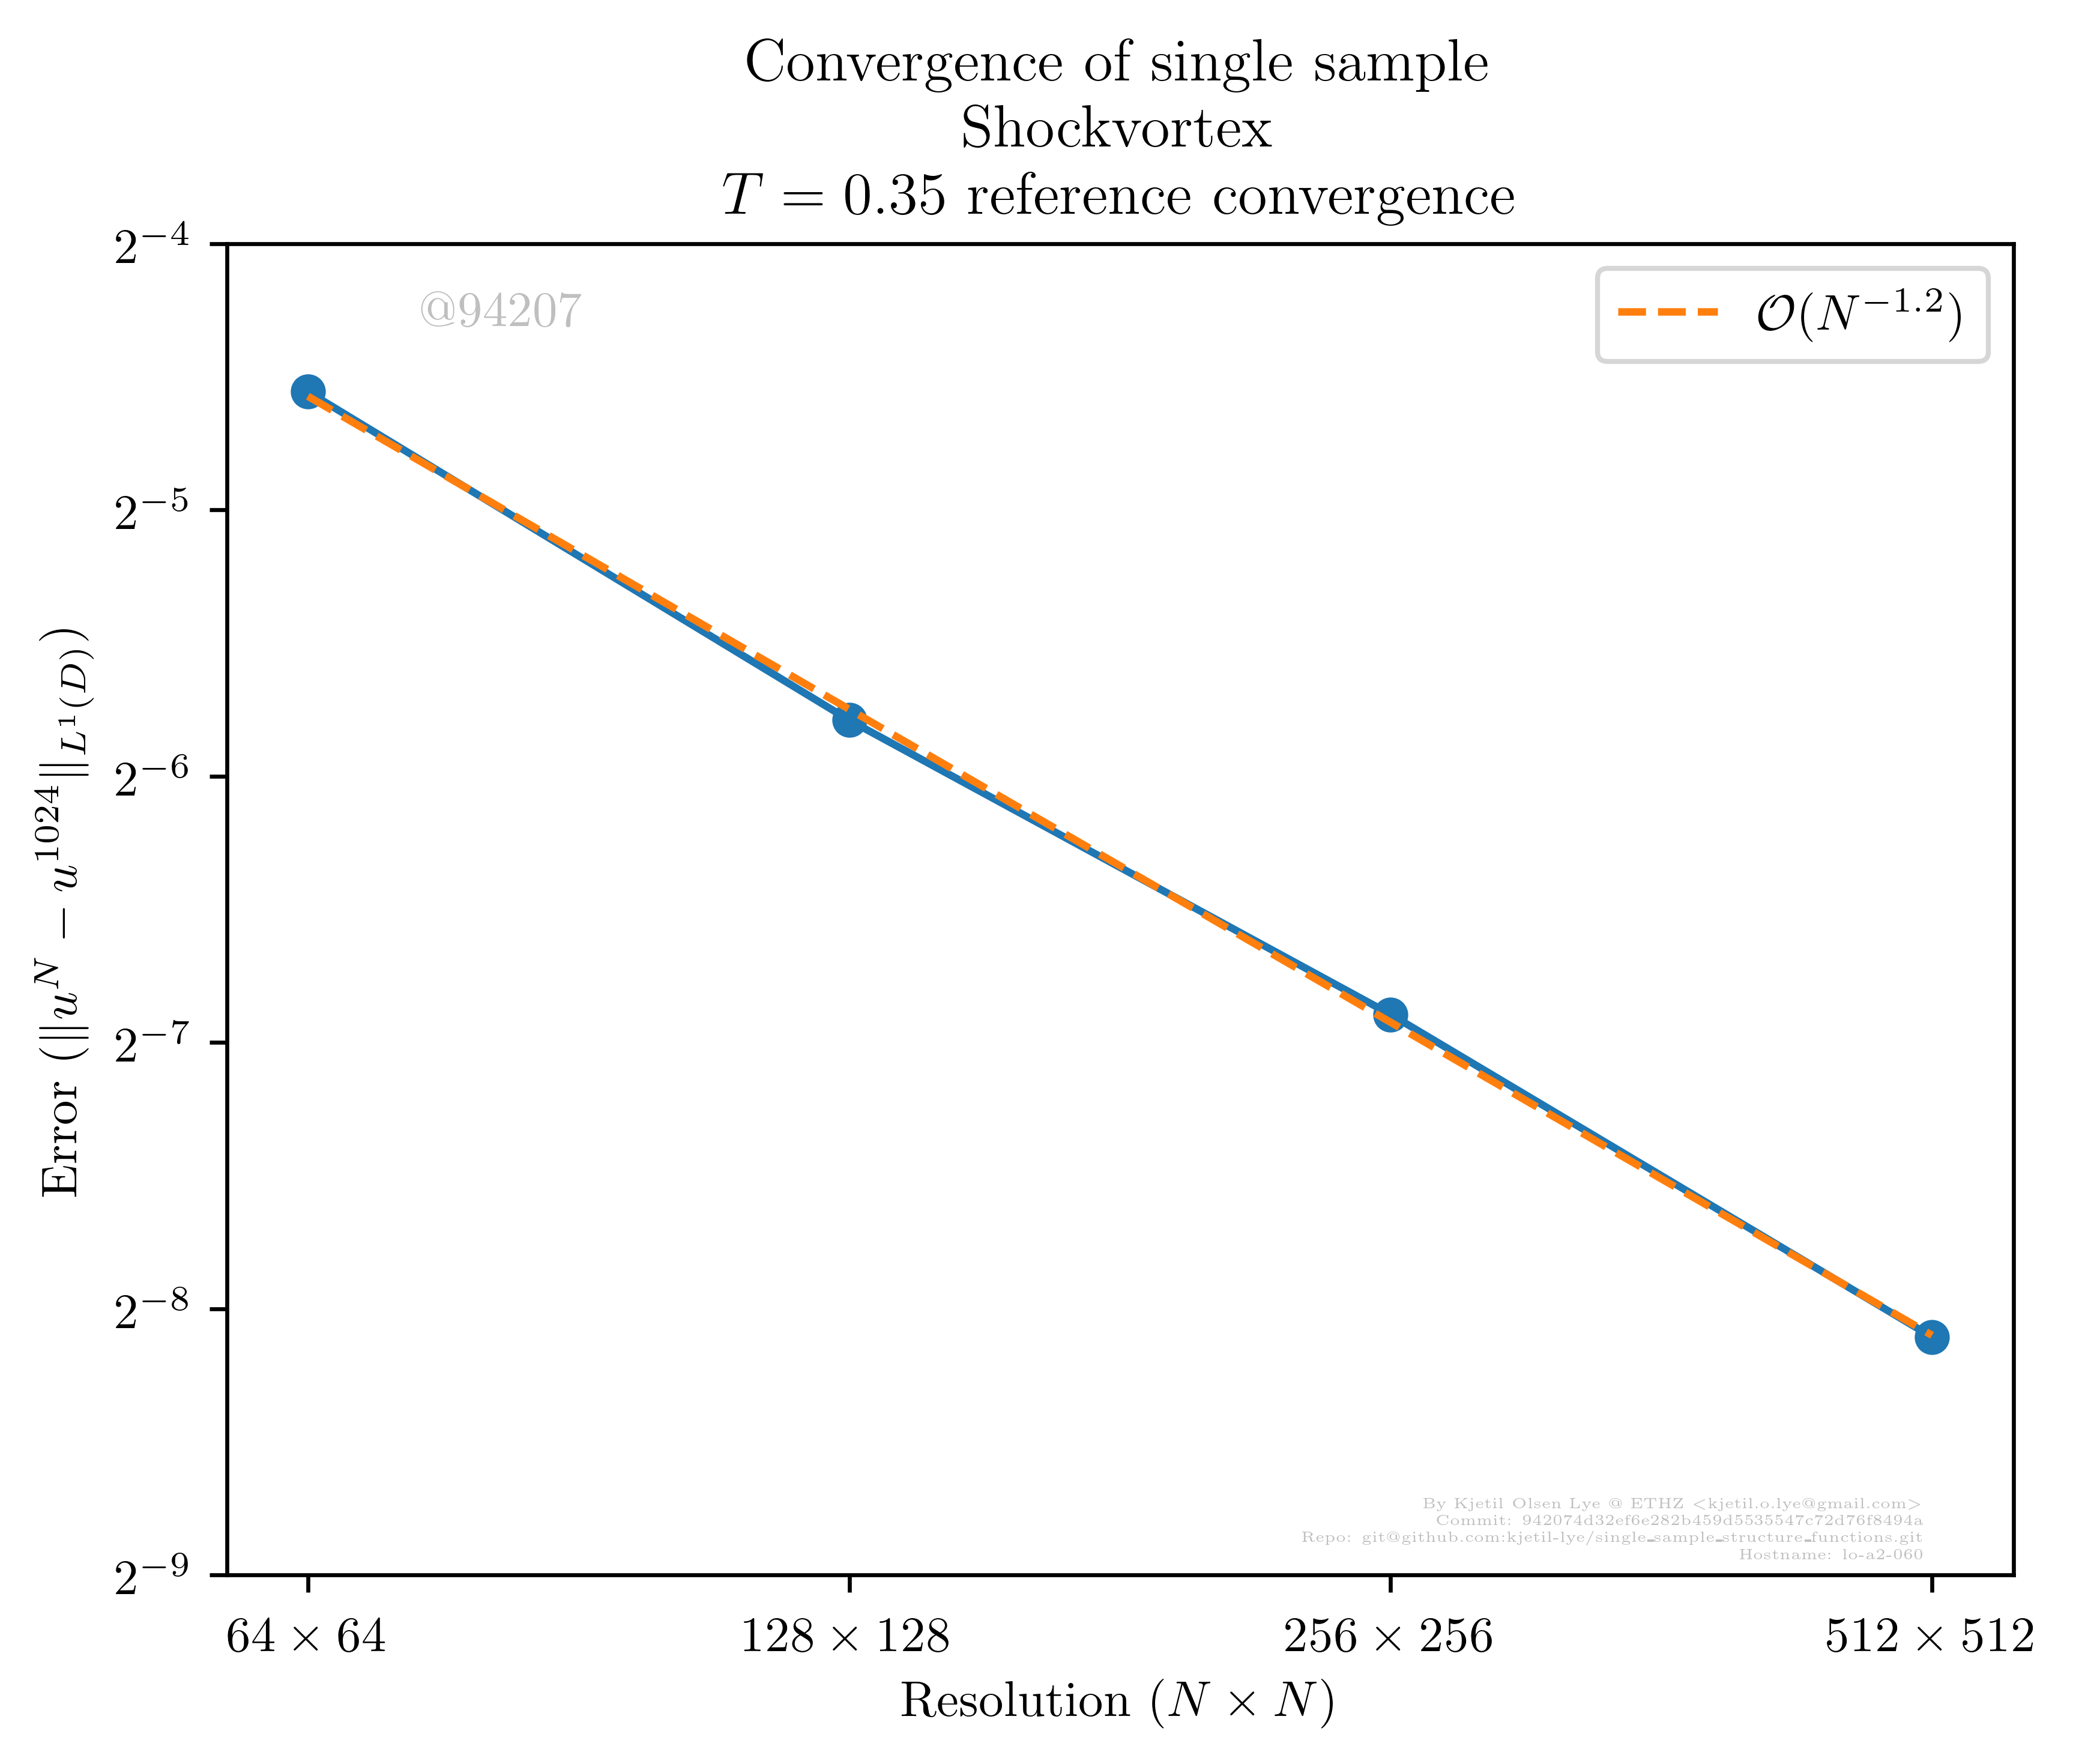 Convergence of single sample
Shockvortex
T = 0.35 reference convergence
2⁻⁴
@94207
O(N⁻¹·²)
2⁻⁵
2⁻⁶
2⁻⁷
2⁻⁸
2⁻⁹
Error (||u^N − u^1024||_{L^1(D)})
By Kjetil Olsen Lye @ ETHZ <kjetil.o.lye@gmail.com>
Commit: 942074d32ef6e282b459d5535547c72d76f8494a
Repo: git@github.com:kjetil-lye/single_sample_structure_functions.git
Hostname: lo-a2-060
64 × 64 128 × 128 256 × 256 512 × 512
Resolution (N × N)